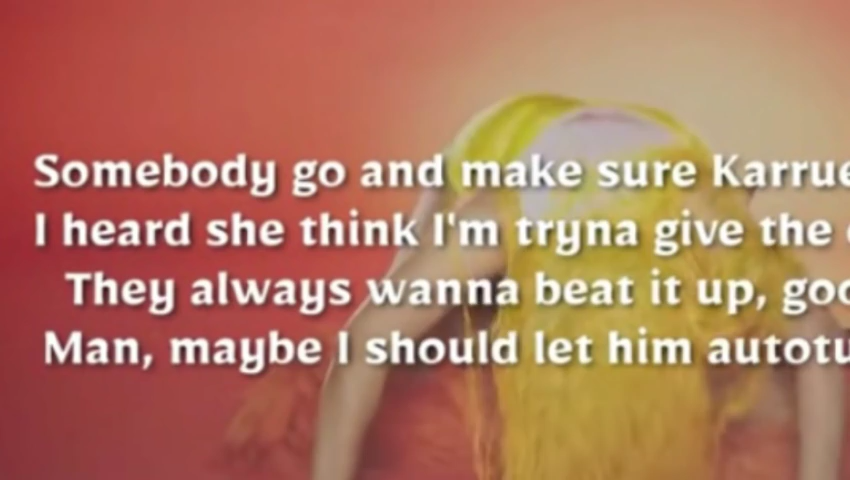 Somebody go and make sure Karrue
I heard she think I'm tryna give the
They always wanna beat it up, goo
Man, maybe I should let him autotu